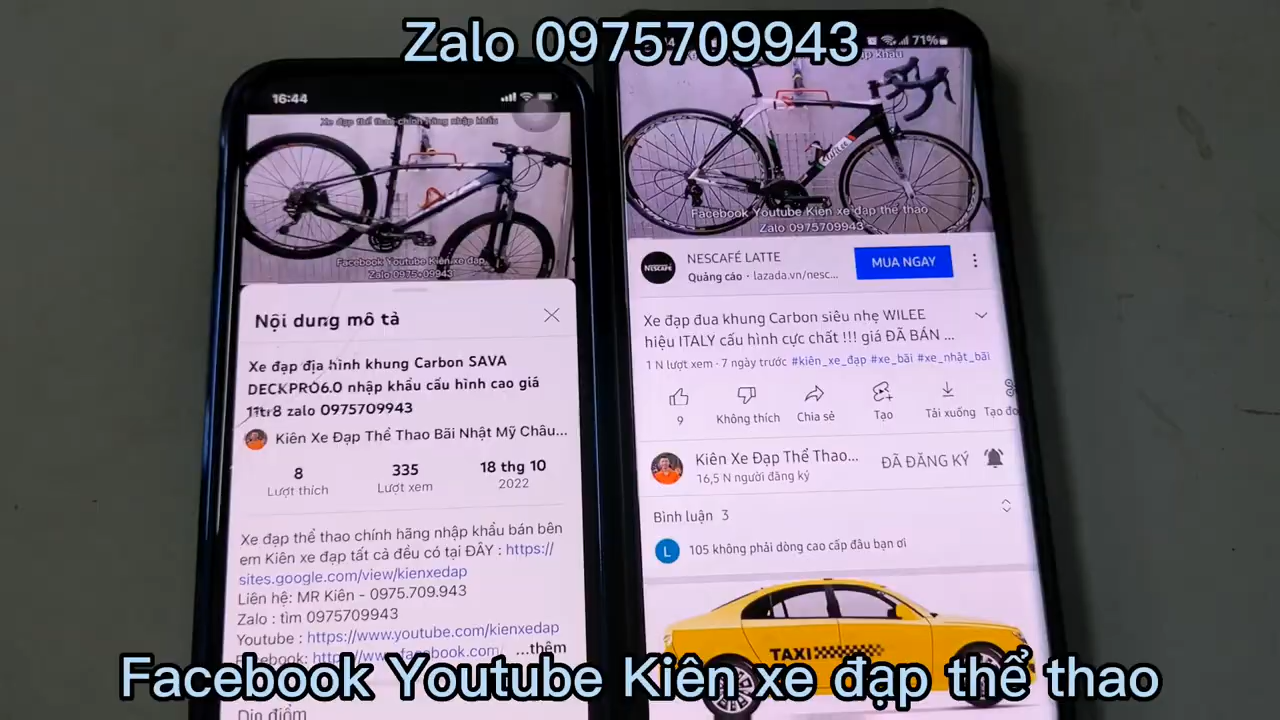 Zalo 0975709943
16:44
Xe đạp thể thao chính hãng nhập khẩu
Facebook Youtube Kiên xe đạp
Zalo 0975709943
Nội dung mô tả
Xe đạp địa hình khung Carbon SAVA
DECKPRO6.0 nhập khẩu cấu hình cao giá
11tr8 zalo 0975709943
Kiên Xe Đạp Thể Thao Bãi Nhật Mỹ Châu...
8
335
18 thg 10
Lượt thích
Lượt xem
2022
Xe đạp thể thao chính hãng nhập khẩu bán bên
em Kiên xe đạp tất cả đều có tại ĐÂY : https://
sites.google.com/view/kienxedap
Liên hệ: MR Kiên - 0975.709.943
Zalo : tìm 0975709943
Youtube : https://www.youtube.com/kienxedap
Facebook: http://www.facebook.com
...thêm
71%
khẩu
Facebook Youtube Kiên xe đạp thể thao
Zalo 0975709943
NESCAFÉ
NESCAFÉ LATTE
Quảng cáo · lazada.vn/nesc...
MUA NGAY
Xe đạp đua khung Carbon siêu nhẹ WILEE
hiệu ITALY cấu hình cực chất !!! giá ĐÃ BÁN ...
1 N lượt xem · 7 ngày trước #kiên_xe_đạp #xe_bãi #xe_nhật_bãi
9
Không thích
Chia sẻ
Tạo
Tải xuống
Tạo đo
Kiên Xe Đạp Thể Thao...
16,5 N người đăng ký
ĐÃ ĐĂNG KÝ
Bình luận 3
L
105 không phải dòng cao cấp đâu bạn ơi
TAXI
Facebook Youtube Kiên xe đạp thể thao